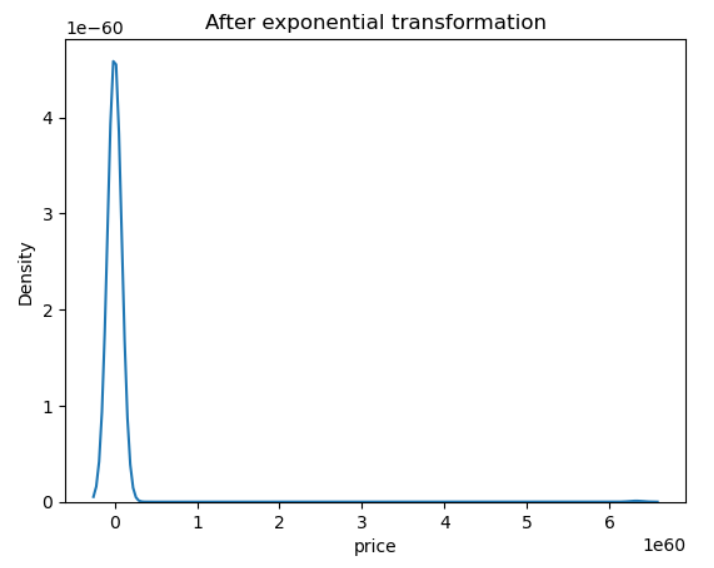 After exponential transformation
1e−60
4
3
2
1
0
Density
0 1 2 3 4 5 6
price
1e60